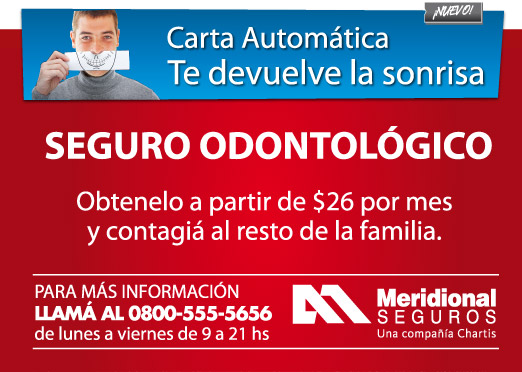 ¡NUEVO!
Carta Automática
Te devuelve la sonrisa
SEGURO ODONTOLÓGICO
Obtenelo a partir de $26 por mes
y contagiá al resto de la familia.
PARA MÁS INFORMACIÓN
LLAMÁ AL 0800-555-5656
de lunes a viernes de 9 a 21 hs
Meridional
SEGUROS
Una compañía Chartis